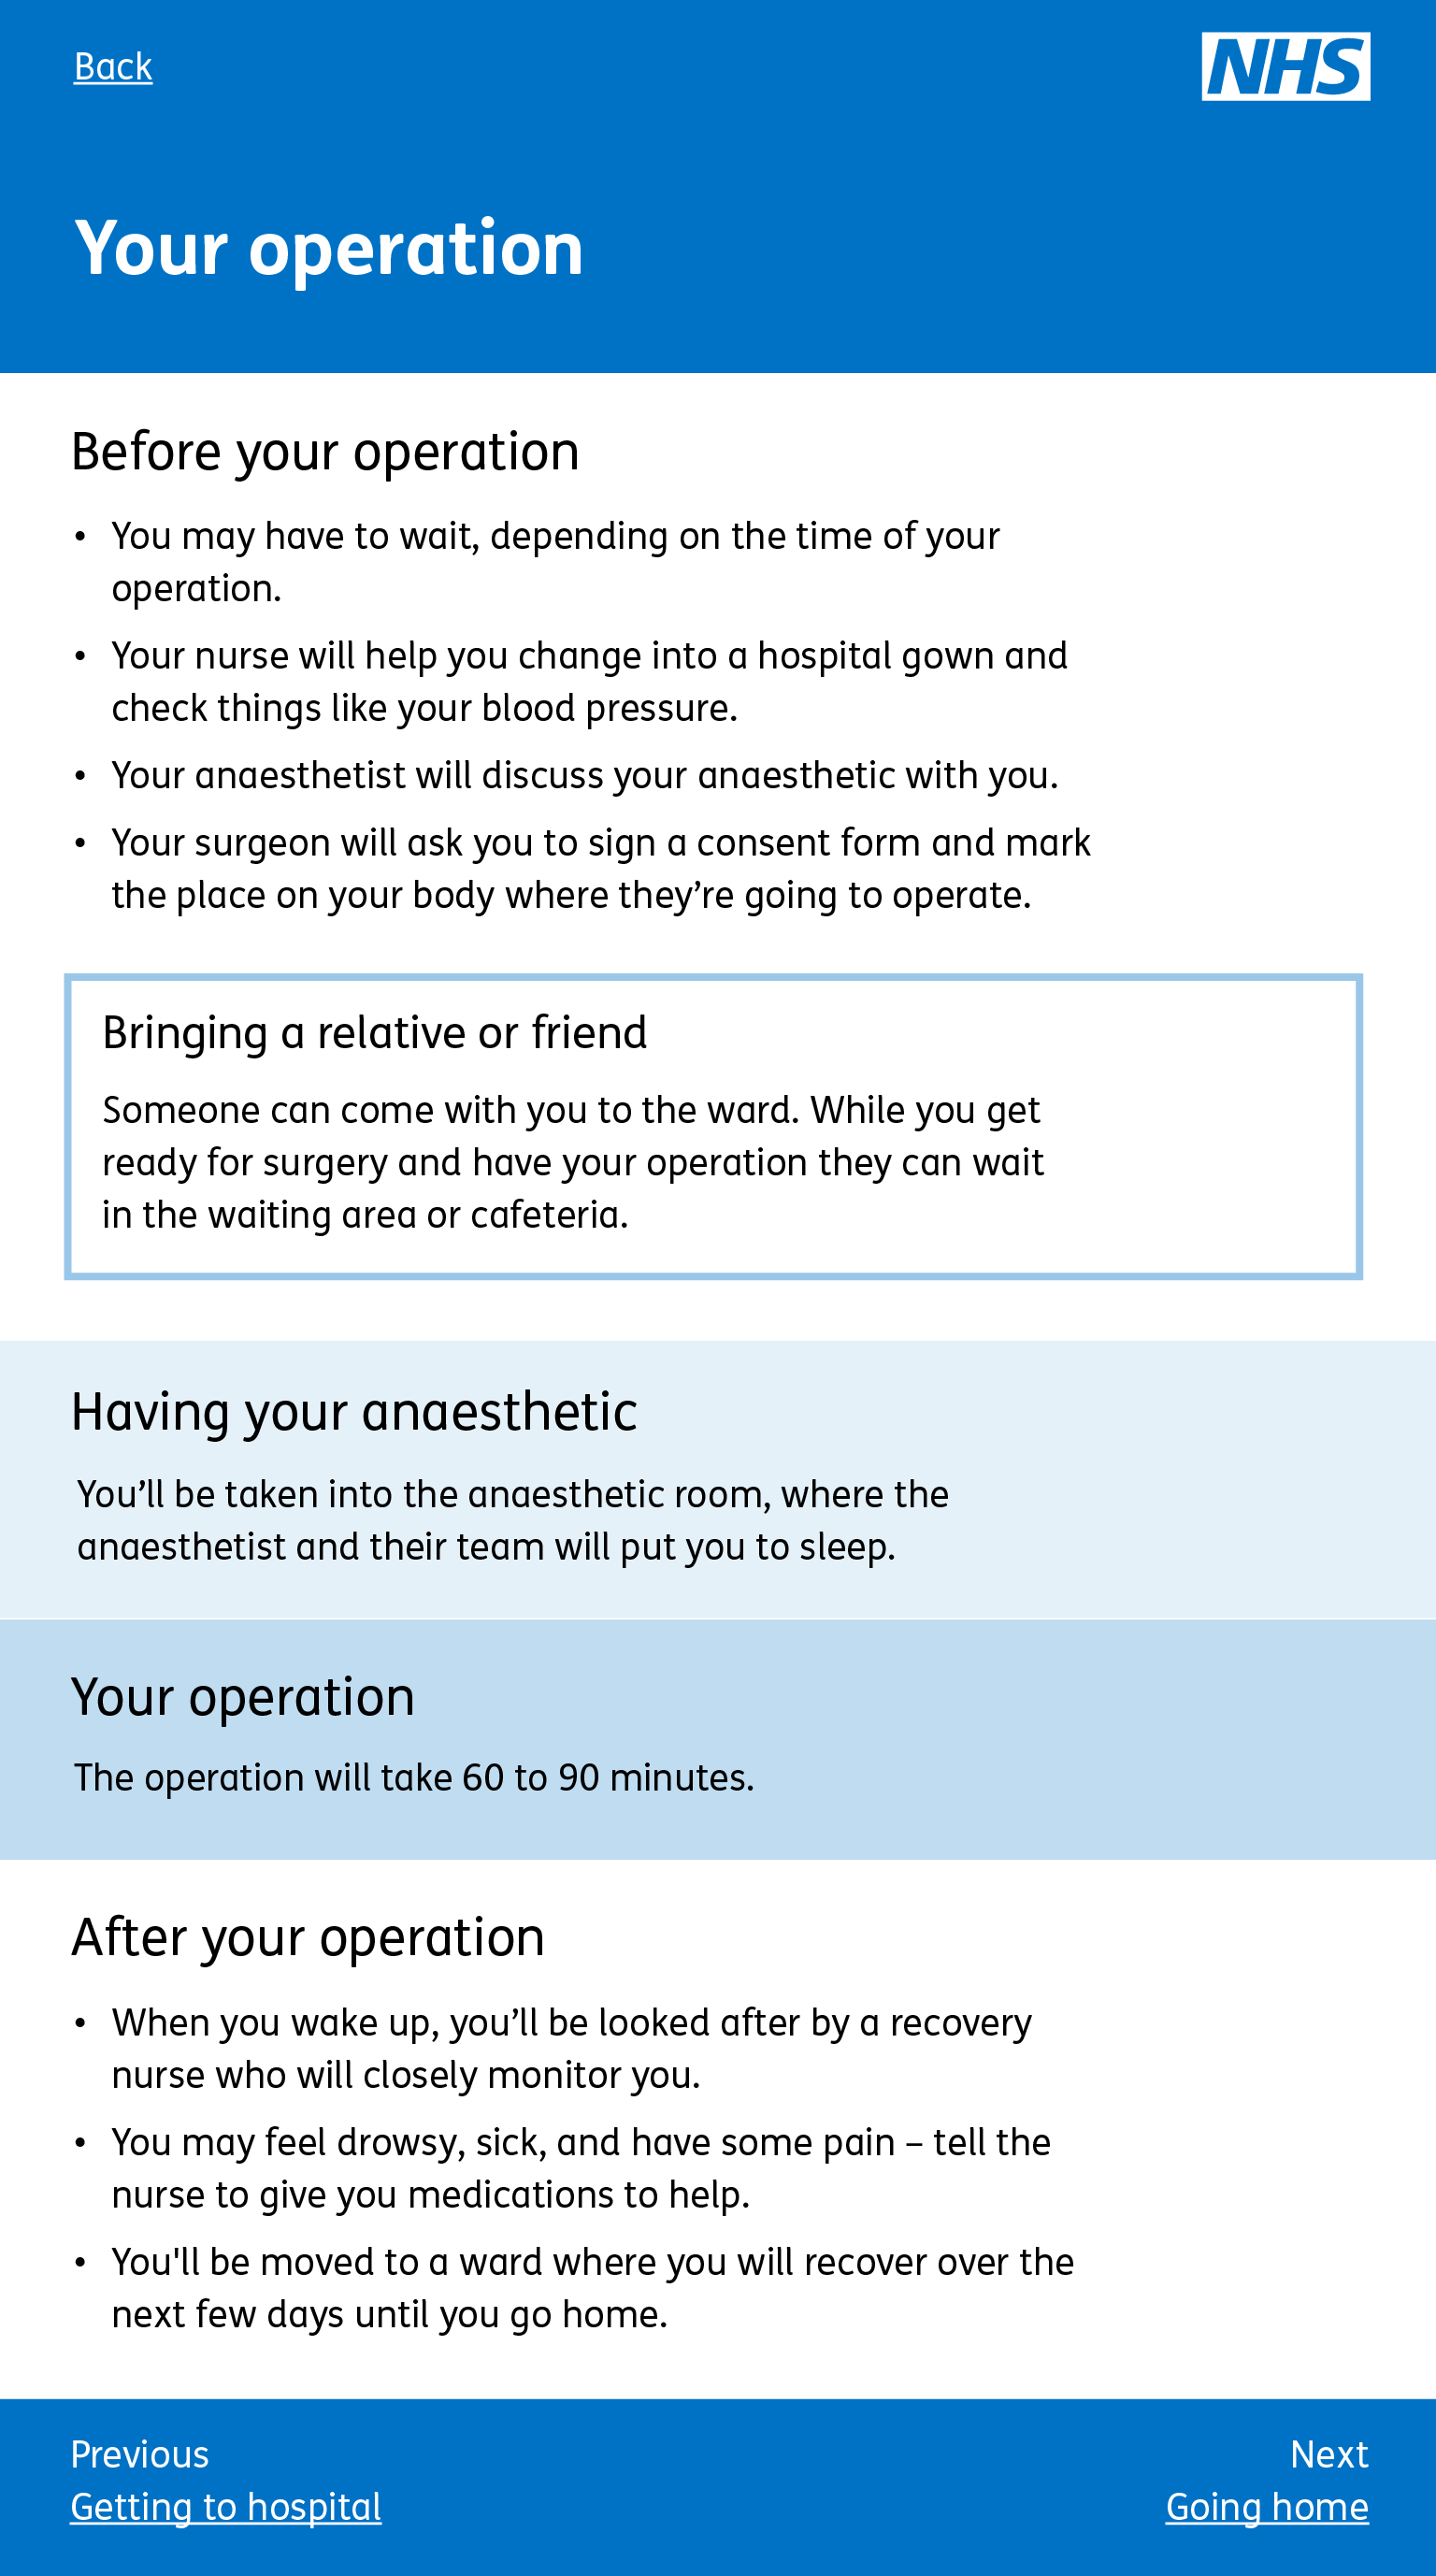 Back
NHS
Your operation
Before your operation
• You may have to wait, depending on the time of your
operation.
• Your nurse will help you change into a hospital gown and
check things like your blood pressure.
• Your anaesthetist will discuss your anaesthetic with you.
• Your surgeon will ask you to sign a consent form and mark
the place on your body where they’re going to operate.
Bringing a relative or friend
Someone can come with you to the ward. While you get
ready for surgery and have your operation they can wait
in the waiting area or cafeteria.
Having your anaesthetic
You’ll be taken into the anaesthetic room, where the
anaesthetist and their team will put you to sleep.
Your operation
The operation will take 60 to 90 minutes.
After your operation
• When you wake up, you’ll be looked after by a recovery
nurse who will closely monitor you.
• You may feel drowsy, sick, and have some pain – tell the
nurse to give you medications to help.
• You'll be moved to a ward where you will recover over the
next few days until you go home.
Previous
Getting to hospital
Next
Going home